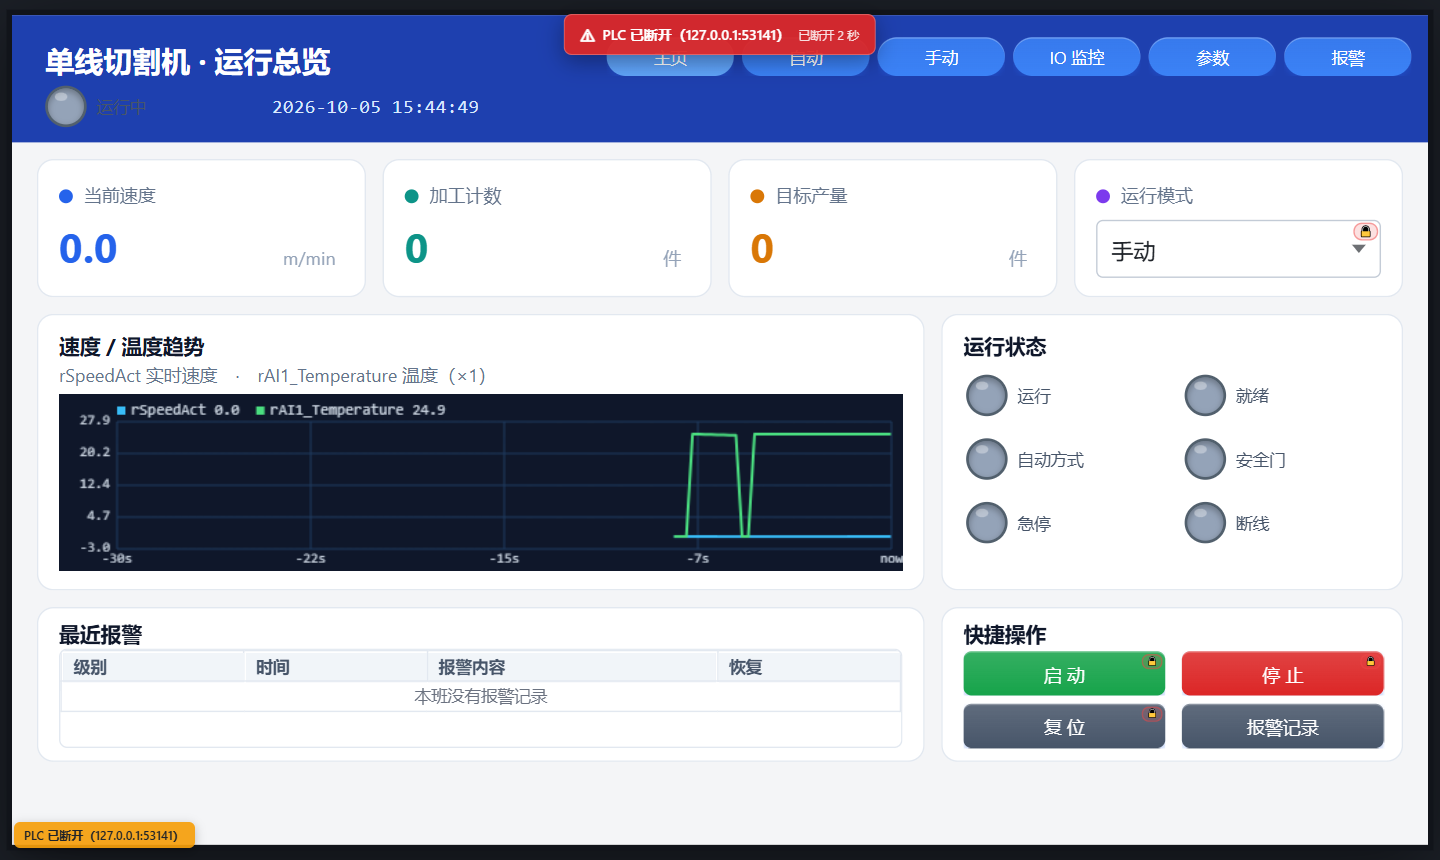 PLC 已断开（127.0.0.1:53141） 已断开 2 秒
单线切割机 · 运行总览
主页 自动 手动 IO 监控 参数 报警
运行中 2026-10-05 15:44:49
当前速度
0.0 m/min
加工计数
0 件
目标产量
0 件
运行模式
手动
速度 / 温度趋势
rSpeedAct 实时速度 · rAI1_Temperature 温度（×1）
rSpeedAct 0.0 rAI1_Temperature 24.9
27.9
20.2
12.4
4.7
-3.0
-30s -22s -15s -7s now
运行状态
运行 就绪
自动方式 安全门
急停 断线
最近报警
级别 时间 报警内容 恢复
本班没有报警记录
快捷操作
启动 停止
复位 报警记录
PLC 已断开（127.0.0.1:53141）